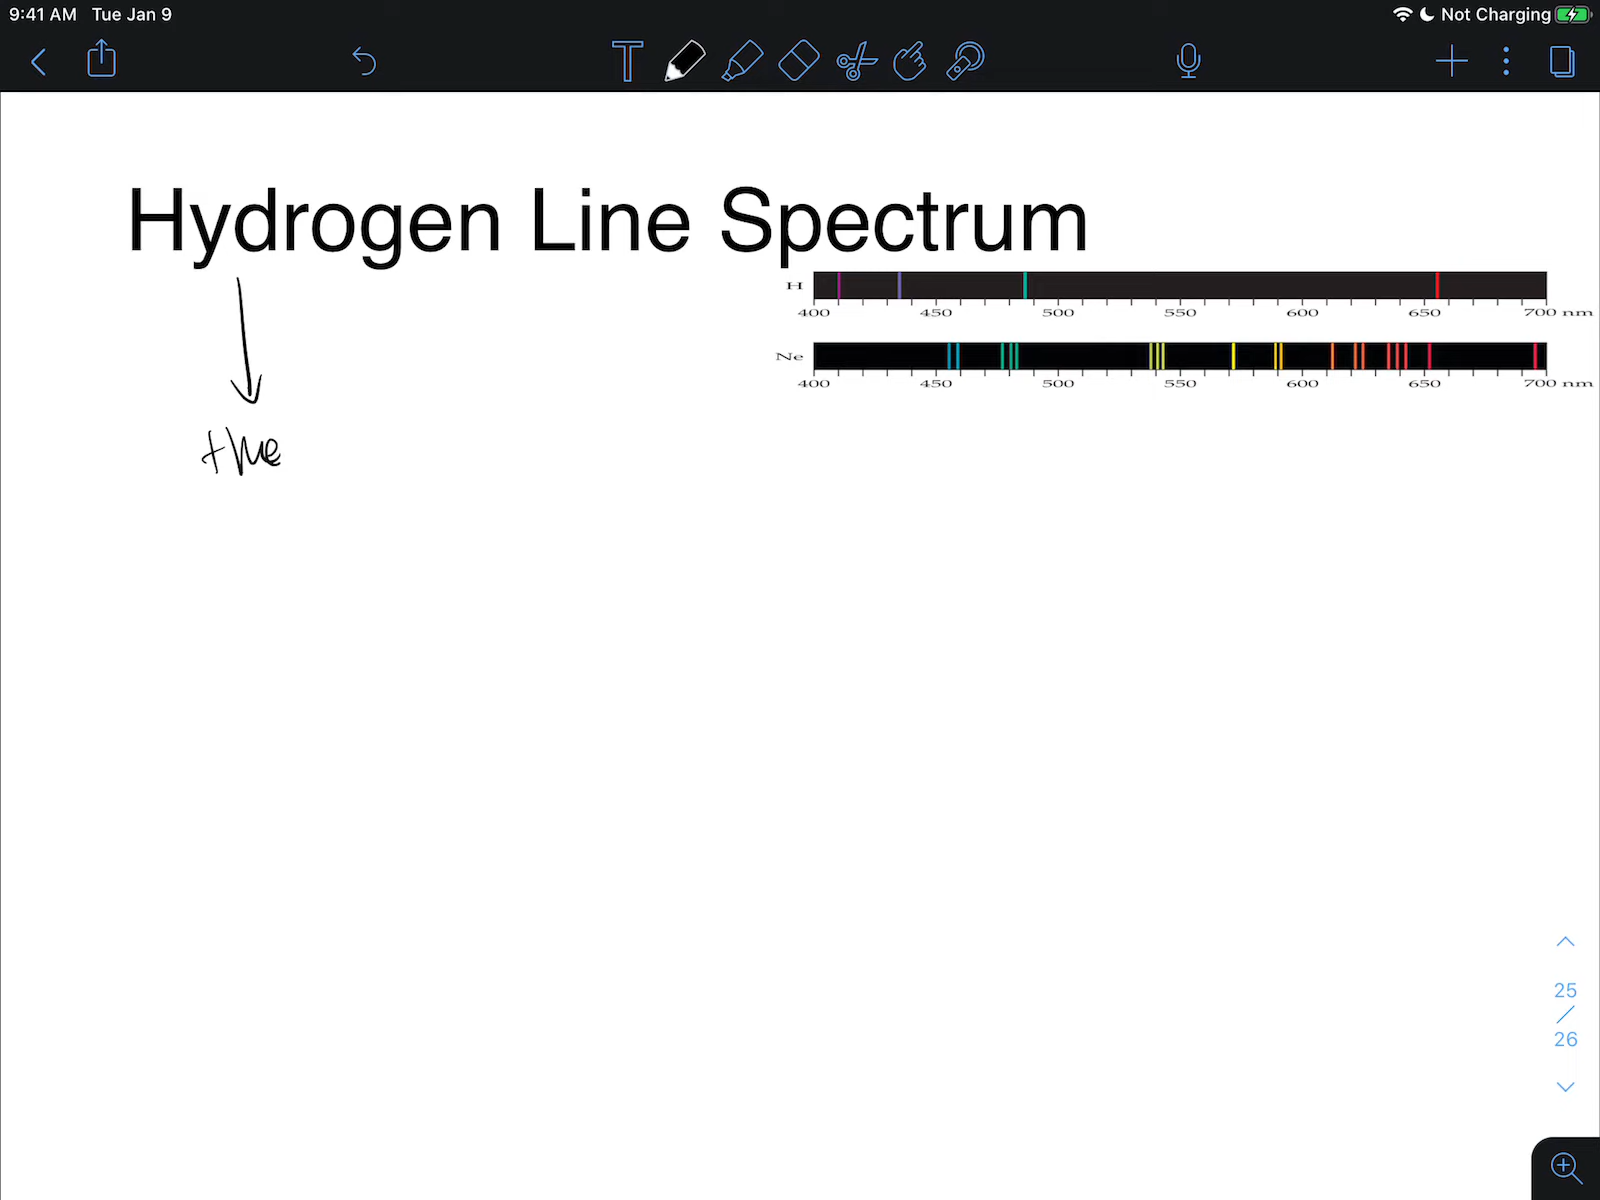 9:41 AM Tue Jan 9 Not Charging
T
Hydrogen Line Spectrum
H
400 450 500 550 600 650 700 nm
Ne
400 450 500 550 600 650 700 nm
the
25
/
26